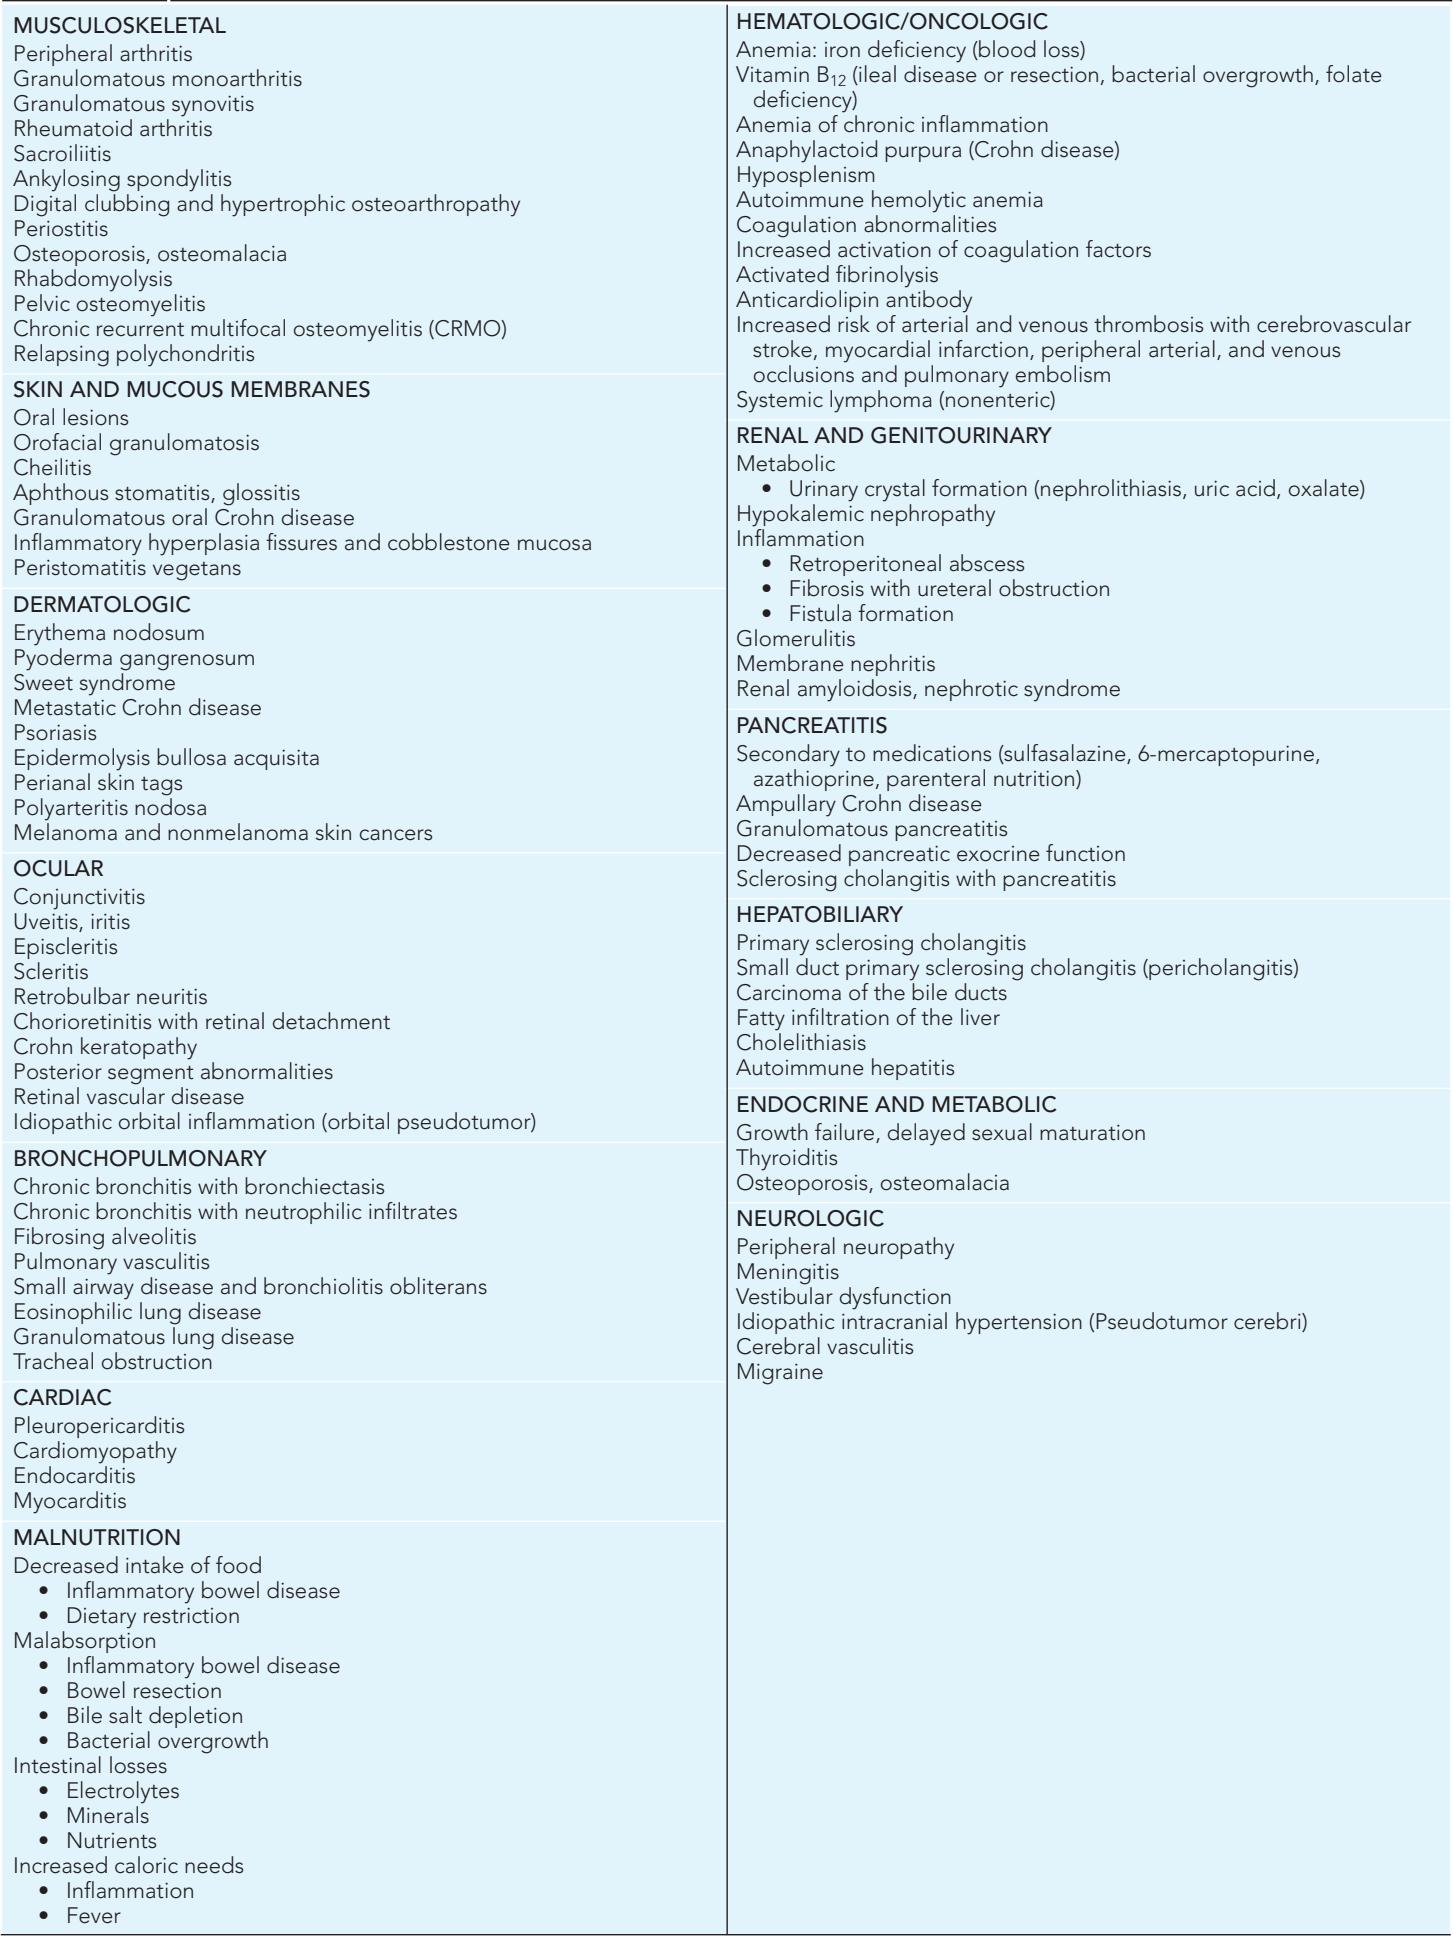 MUSCULOSKELETAL
Peripheral arthritis
Granulomatous monoarthritis
Granulomatous synovitis
Rheumatoid arthritis
Sacroiliitis
Ankylosing spondylitis
Digital clubbing and hypertrophic osteoarthropathy
Periostitis
Osteoporosis, osteomalacia
Rhabdomyolysis
Pelvic osteomyelitis
Chronic recurrent multifocal osteomyelitis (CRMO)
Relapsing polychondritis
SKIN AND MUCOUS MEMBRANES
Oral lesions
Orofacial granulomatosis
Cheilitis
Aphthous stomatitis, glossitis
Granulomatous oral Crohn disease
Inflammatory hyperplasia fissures and cobblestone mucosa
Peristomatitis vegetans
DERMATOLOGIC
Erythema nodosum
Pyoderma gangrenosum
Sweet syndrome
Metastatic Crohn disease
Psoriasis
Epidermolysis bullosa acquisita
Perianal skin tags
Polyarteritis nodosa
Melanoma and nonmelanoma skin cancers
OCULAR
Conjunctivitis
Uveitis, iritis
Episcleritis
Scleritis
Retrobulbar neuritis
Chorioretinitis with retinal detachment
Crohn keratopathy
Posterior segment abnormalities
Retinal vascular disease
Idiopathic orbital inflammation (orbital pseudotumor)
BRONCHOPULMONARY
Chronic bronchitis with bronchiectasis
Chronic bronchitis with neutrophilic infiltrates
Fibrosing alveolitis
Pulmonary vasculitis
Small airway disease and bronchiolitis obliterans
Eosinophilic lung disease
Granulomatous lung disease
Tracheal obstruction
CARDIAC
Pleuropericarditis
Cardiomyopathy
Endocarditis
Myocarditis
MALNUTRITION
Decreased intake of food
• Inflammatory bowel disease
• Dietary restriction
Malabsorption
• Inflammatory bowel disease
• Bowel resection
• Bile salt depletion
• Bacterial overgrowth
Intestinal losses
• Electrolytes
• Minerals
• Nutrients
Increased caloric needs
• Inflammation
• Fever
HEMATOLOGIC/ONCOLOGIC
Anemia: iron deficiency (blood loss)
Vitamin B12 (ileal disease or resection, bacterial overgrowth, folate
deficiency)
Anemia of chronic inflammation
Anaphylactoid purpura (Crohn disease)
Hyposplenism
Autoimmune hemolytic anemia
Coagulation abnormalities
Increased activation of coagulation factors
Activated fibrinolysis
Anticardiolipin antibody
Increased risk of arterial and venous thrombosis with cerebrovascular
stroke, myocardial infarction, peripheral arterial, and venous
occlusions and pulmonary embolism
Systemic lymphoma (nonenteric)
RENAL AND GENITOURINARY
Metabolic
• Urinary crystal formation (nephrolithiasis, uric acid, oxalate)
Hypokalemic nephropathy
Inflammation
• Retroperitoneal abscess
• Fibrosis with ureteral obstruction
• Fistula formation
Glomerulitis
Membrane nephritis
Renal amyloidosis, nephrotic syndrome
PANCREATITIS
Secondary to medications (sulfasalazine, 6-mercaptopurine,
azathioprine, parenteral nutrition)
Ampullary Crohn disease
Granulomatous pancreatitis
Decreased pancreatic exocrine function
Sclerosing cholangitis with pancreatitis
HEPATOBILIARY
Primary sclerosing cholangitis
Small duct primary sclerosing cholangitis (pericholangitis)
Carcinoma of the bile ducts
Fatty infiltration of the liver
Cholelithiasis
Autoimmune hepatitis
ENDOCRINE AND METABOLIC
Growth failure, delayed sexual maturation
Thyroiditis
Osteoporosis, osteomalacia
NEUROLOGIC
Peripheral neuropathy
Meningitis
Vestibular dysfunction
Idiopathic intracranial hypertension (Pseudotumor cerebri)
Cerebral vasculitis
Migraine